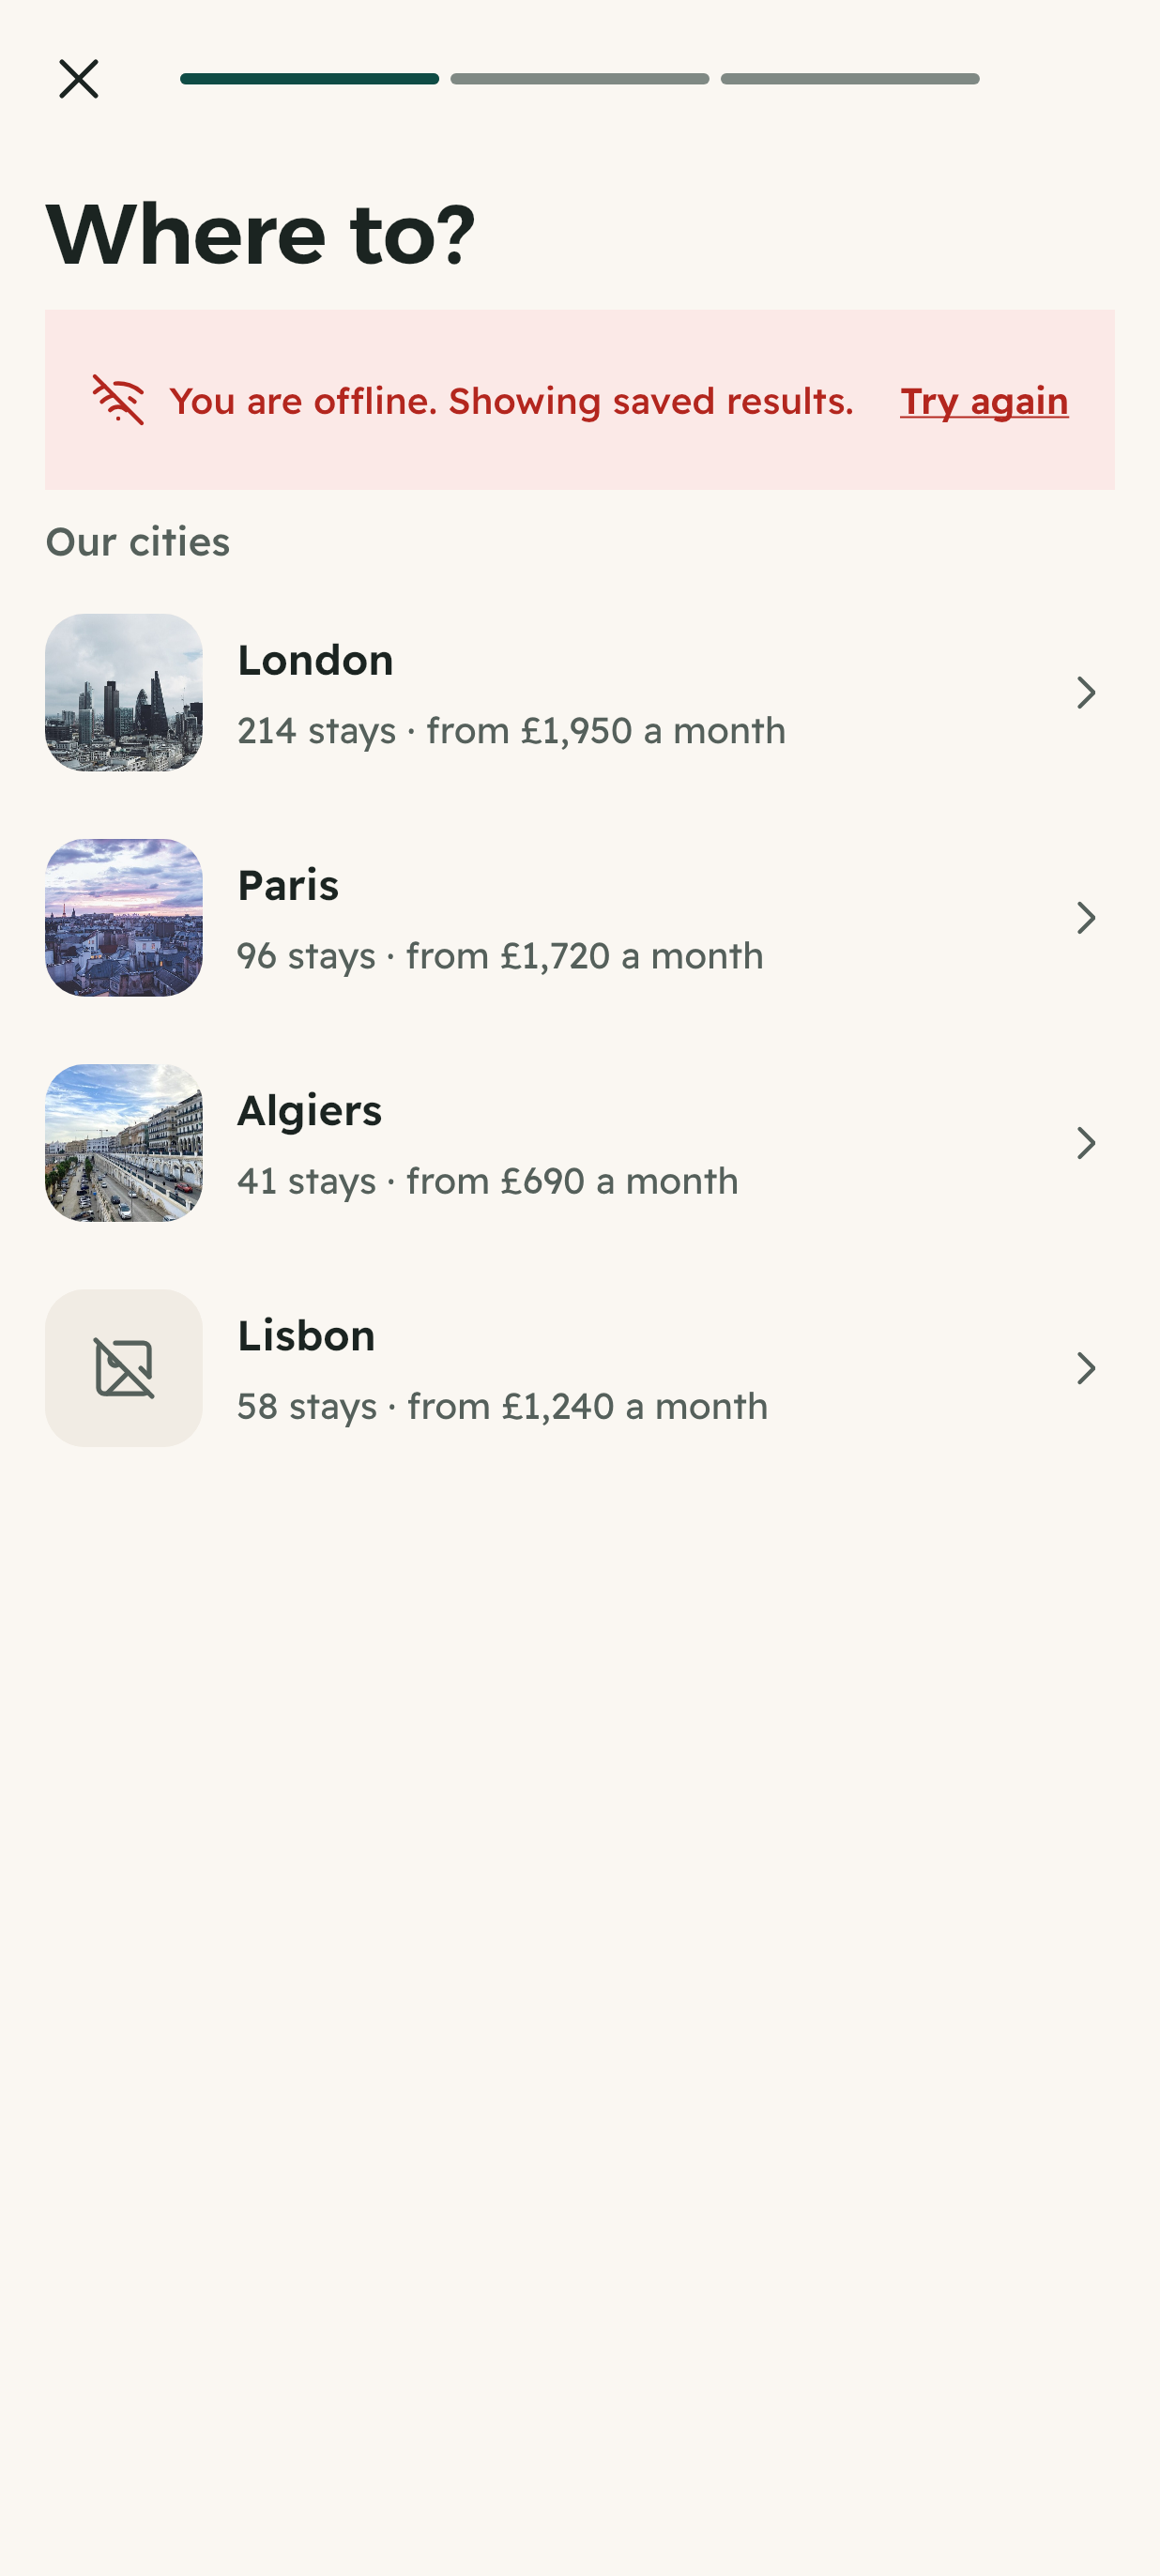 Where to?
You are offline. Showing saved results. Try again
Our cities
London
214 stays · from £1,950 a month
Paris
96 stays · from £1,720 a month
Algiers
41 stays · from £690 a month
Lisbon
58 stays · from £1,240 a month